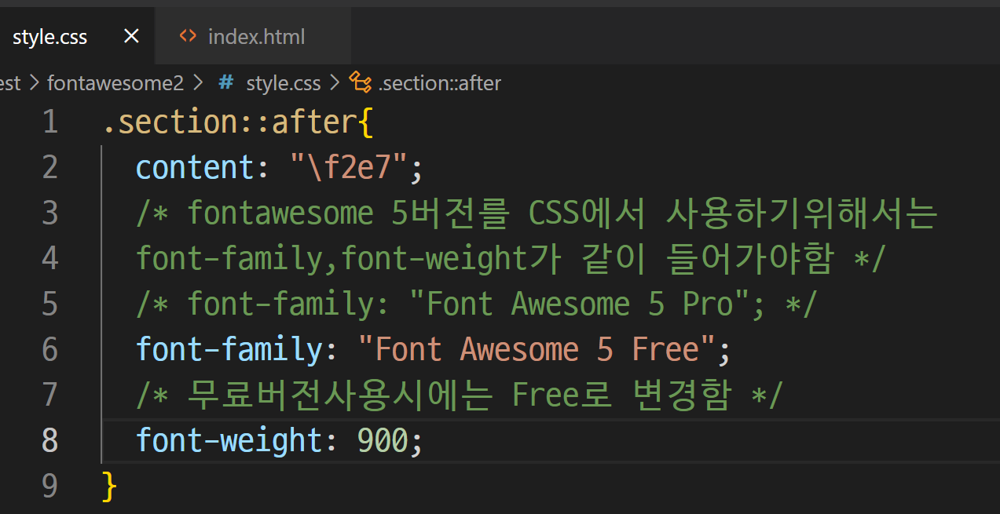 style.css × <> index.html
est > fontawesome2 > # style.css > .section::after
1 .section::after{
2 content: "\f2e7";
3 /* fontawesome 5버전를 CSS에서 사용하기위해서는
4 font-family,font-weight가 같이 들어가야함 */
5 /* font-family: "Font Awesome 5 Pro"; */
6 font-family: "Font Awesome 5 Free";
7 /* 무료버전사용시에는 Free로 변경함 */
8 font-weight: 900;
9 }